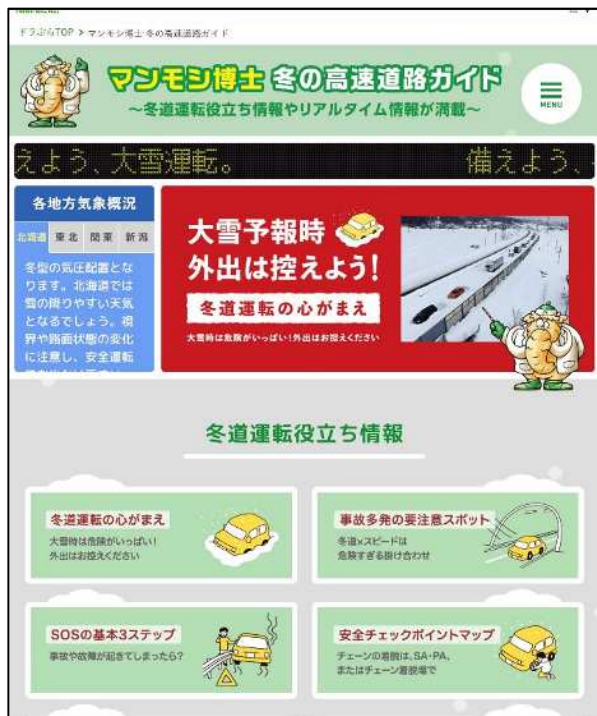 ドラぷらTOP > マンモシ博士 冬の高速道路ガイド
マンモシ博士 冬の高速道路ガイド
～冬道運転役立ち情報やリアルタイム情報が満載～
MENU
えよう、大雪運転。 備えよう、
各地方気象概況
北海道 東北 関東 新潟
冬型の気圧配置とな
ります。北海道では
雪の降りやすい天気
となるでしょう。視
界や路面状態の変化
に注意し、安全運転
大雪予報時
外出は控えよう!
冬道運転の心がまえ
大雪時は危険がいっぱい!外出はお控えください
冬道運転役立ち情報
冬道運転の心がまえ
大雪時は危険がいっぱい!
外出はお控えください
事故多発の要注意スポット
冬道×スピードは
危険すぎる掛け合わせ
SOSの基本3ステップ
事故や故障が起きてしまったら?
安全チェックポイントマップ
チェーンの着脱は、SA・PA、
またはチェーン着脱場で